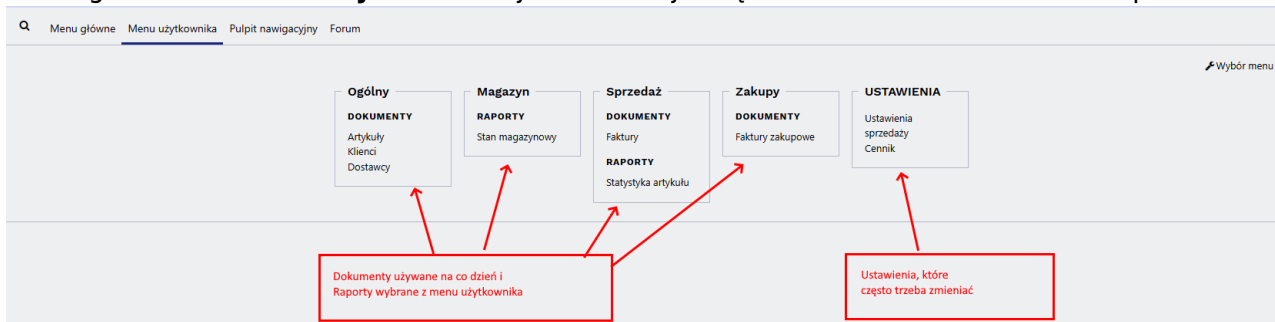 Menu główne Menu użytkownika Pulpit nawigacyjny Forum
Wybór menu
Ogólny
DOKUMENTY
Artykuły
Klienci
Dostawcy
Magazyn
RAPORTY
Stan magazynowy
Sprzedaż
DOKUMENTY
Faktury
RAPORTY
Statystyka artykułu
Zakupy
DOKUMENTY
Faktury zakupowe
USTAWIENIA
Ustawienia
sprzedaży
Cennik
Dokumenty używane na co dzień i
Raporty wybrane z menu użytkownika
Ustawienia, które
często trzeba zmieniać